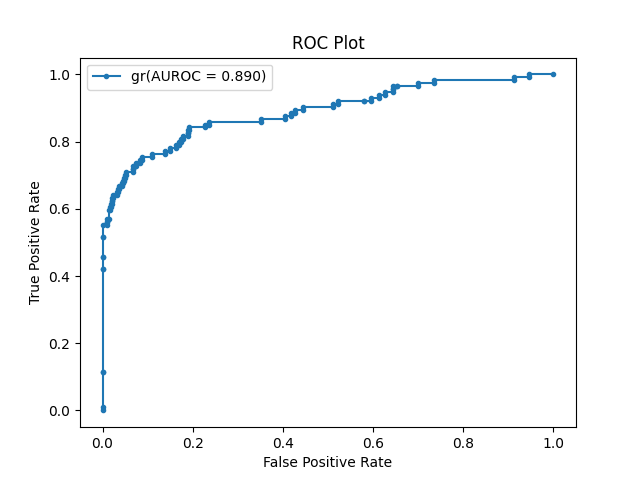 ROC Plot
gr(AUROC = 0.890)
True Positive Rate
1.0
0.8
0.6
0.4
0.2
0.0
0.0 0.2 0.4 0.6 0.8 1.0
False Positive Rate